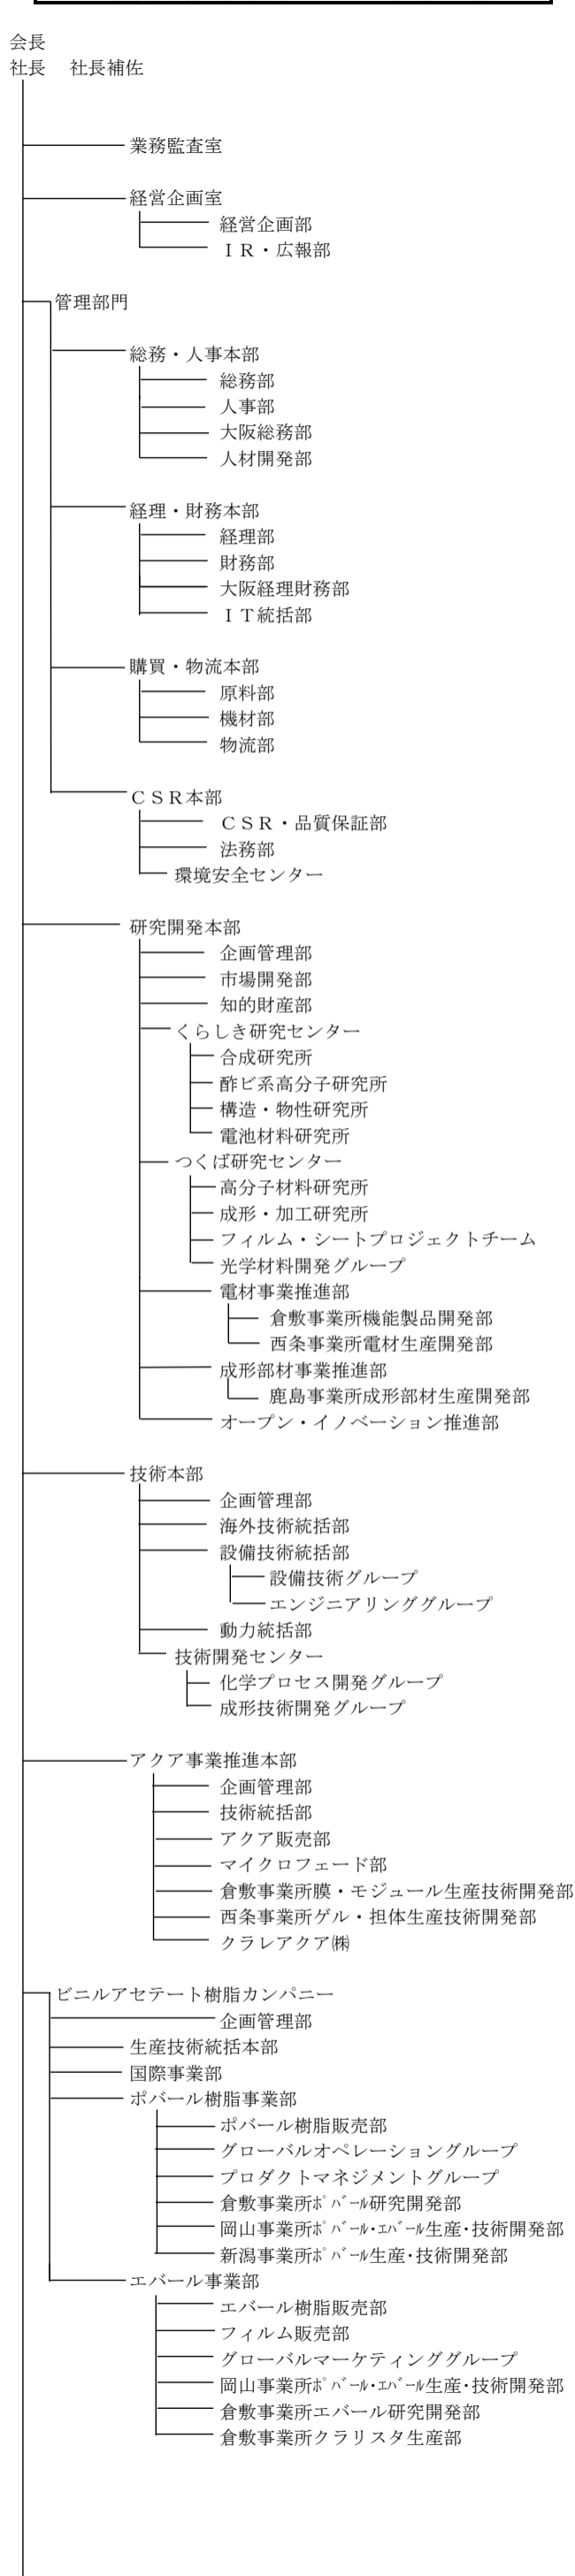 会長
社長 社長補佐
業務監査室
経営企画室
経営企画部
ＩＲ・広報部
管理部門
総務・人事本部
総務部
人事部
大阪総務部
人材開発部
経理・財務本部
経理部
財務部
大阪経理財務部
ＩＴ統括部
購買・物流本部
原料部
機材部
物流部
ＣＳＲ本部
ＣＳＲ・品質保証部
法務部
環境安全センター
研究開発本部
企画管理部
市場開発部
知的財産部
くらしき研究センター
合成研究所
酢ビ系高分子研究所
構造・物性研究所
電池材料研究所
つくば研究センター
高分子材料研究所
成形・加工研究所
フィルム・シートプロジェクトチーム
光学材料開発グループ
電材事業推進部
倉敷事業所機能製品開発部
西条事業所電材生産開発部
成形部材事業推進部
鹿島事業所成形部材生産開発部
オープン・イノベーション推進部
技術本部
企画管理部
海外技術統括部
設備技術統括部
設備技術グループ
エンジニアリンググループ
動力統括部
技術開発センター
化学プロセス開発グループ
成形技術開発グループ
アクア事業推進本部
企画管理部
技術統括部
アクア販売部
マイクロフェード部
倉敷事業所膜・モジュール生産技術開発部
西条事業所ゲル・担体生産技術開発部
クラレアクア㈱
ビニルアセテート樹脂カンパニー
企画管理部
生産技術統括本部
国際事業部
ポバール樹脂事業部
ポバール樹脂販売部
グローバルオペレーショングループ
プロダクトマネジメントグループ
倉敷事業所ﾎﾟﾊﾞｰﾙ研究開発部
岡山事業所ﾎﾟﾊﾞｰﾙ･ｴﾊﾞｰﾙ生産･技術開発部
新潟事業所ﾎﾟﾊﾞｰﾙ生産･技術開発部
エバール事業部
エバール樹脂販売部
フィルム販売部
グローバルマーケティンググループ
岡山事業所ﾎﾟﾊﾞｰﾙ･ｴﾊﾞｰﾙ生産･技術開発部
倉敷事業所エバール研究開発部
倉敷事業所クラリスタ生産部